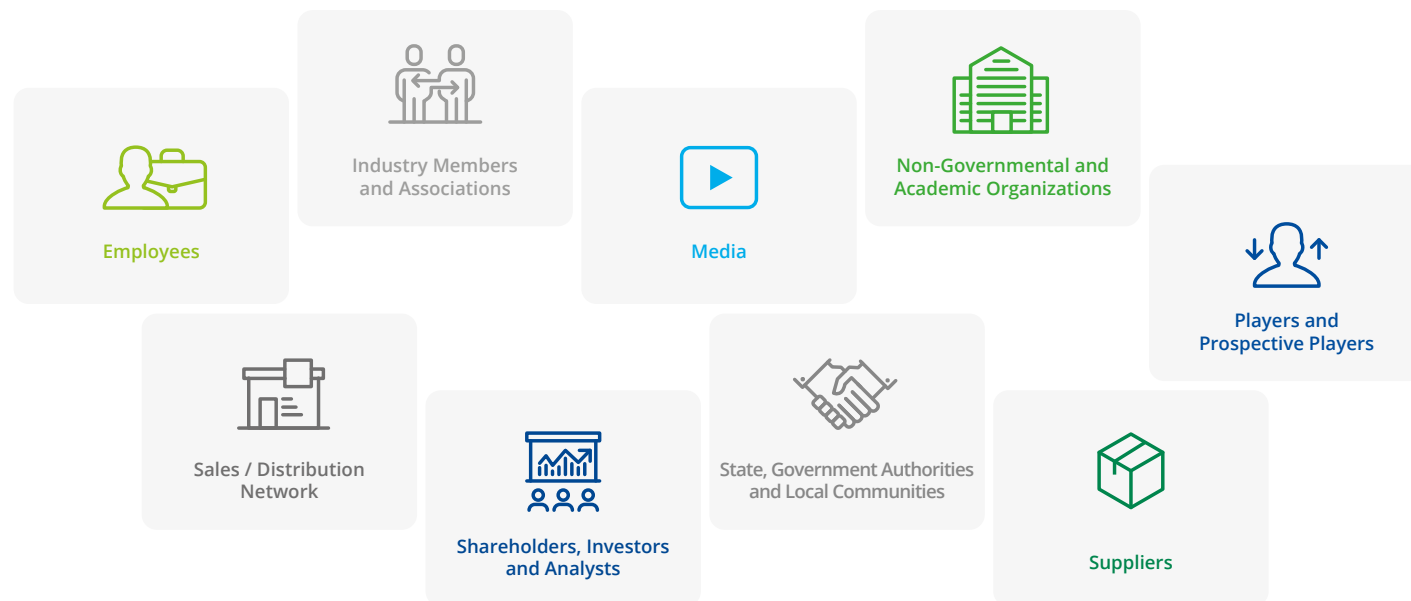 Industry Members
and Associations
Non-Governmental and
Academic Organizations
Employees
Media
Players and
Prospective Players
Sales / Distribution
Network
State, Government Authorities
and Local Communities
Shareholders, Investors
and Analysts
Suppliers